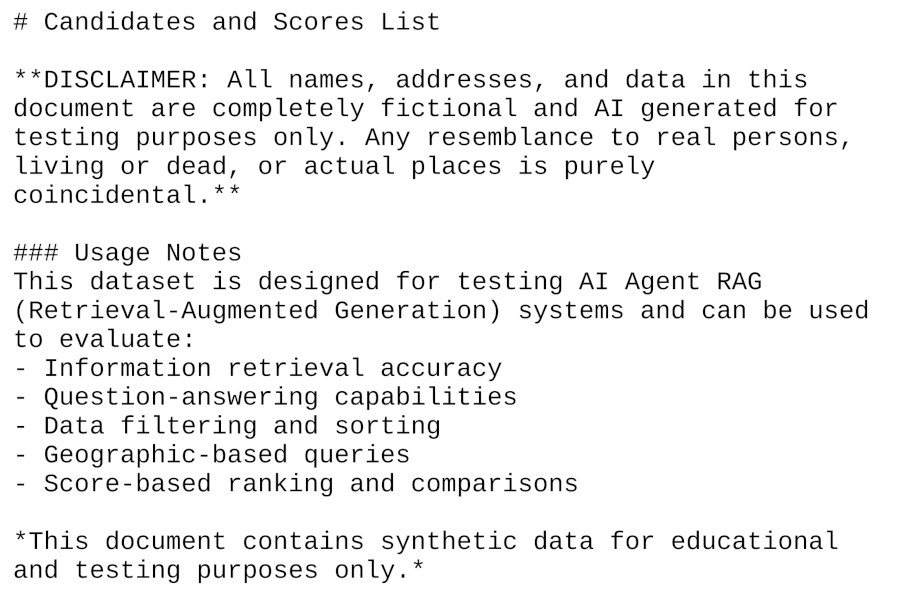 # Candidates and Scores List
**DISCLAIMER: All names, addresses, and data in this
document are completely fictional and AI generated for
testing purposes only. Any resemblance to real persons,
living or dead, or actual places is purely
coincidental.**
### Usage Notes
This dataset is designed for testing AI Agent RAG
(Retrieval-Augmented Generation) systems and can be used
to evaluate:
- Information retrieval accuracy
- Question-answering capabilities
- Data filtering and sorting
- Geographic-based queries
- Score-based ranking and comparisons
*This document contains synthetic data for educational
and testing purposes only.*